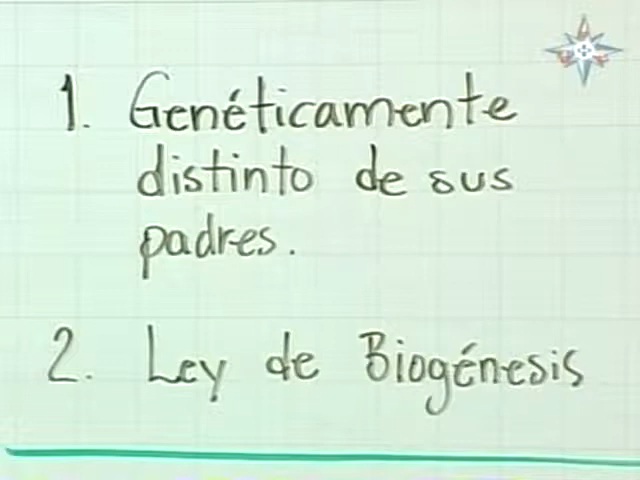 1. Genéticamente
distinto de sus
padres.
2. Ley de Biogénesis